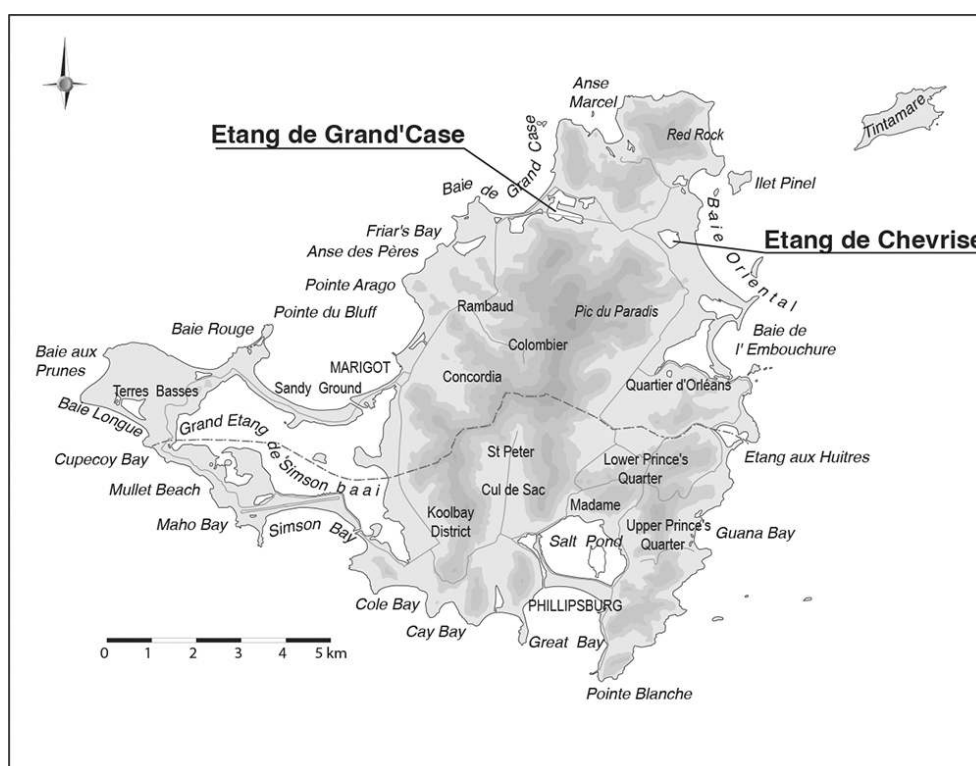 Anse
Marcel
Red Rock
Tintamare
Etang de Grand'Case
Baie de Grand Case
Ilet Pinel
Baie Oriental
Friar's Bay
Etang de Chevrise
Anse des Pères
Pointe Arago
Rambaud
Pic du Paradis
Pointe du Bluff
Baie Rouge
Baie de
l' Embouchure
Colombier
Baie aux
Prunes
MARIGOT
Concordia
Terres Basses
Sandy Ground
Quartier d'Orléans
Baie Longue
Grand Etang de Simson baai
Cupecoy Bay
St Peter
Lower Prince's
Quarter
Etang aux Huitres
Mullet Beach
Cul de Sac
Madame
Maho Bay
Simson Bay
Koolbay
District
Salt Pond
Upper Prince's
Quarter
Guana Bay
Cole Bay
PHILLIPSBURG
Cay Bay
Great Bay
0 1 2 3 4 5 km
Pointe Blanche